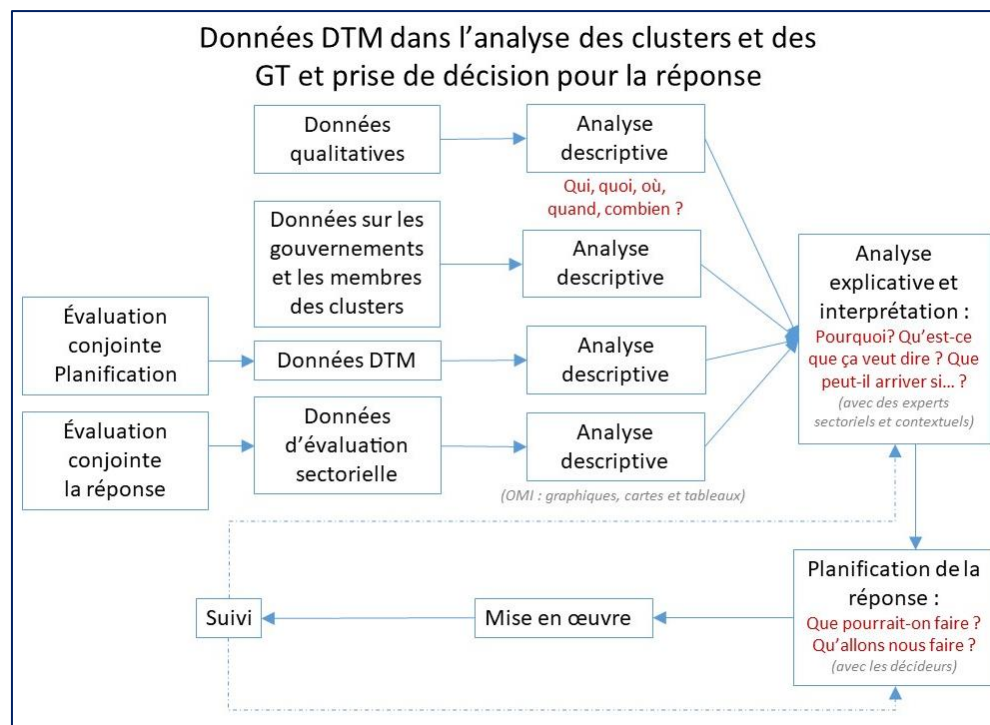 Données DTM dans l'analyse des clusters et des
GT et prise de décision pour la réponse
Données
qualitatives
Analyse
descriptive
Qui, quoi, où,
quand, combien ?
Données sur les
gouvernements
et les membres
des clusters
Analyse
descriptive
Évaluation
conjointe
Planification
Données DTM
Analyse
descriptive
Évaluation
conjointe
la réponse
Données
d'évaluation
sectorielle
Analyse
descriptive
(OMI : graphiques, cartes et tableaux)
Analyse
explicative et
interprétation :
Pourquoi? Qu'est-ce
que ça veut dire ? Que
peut-il arriver si... ?
(avec des experts
sectoriels et contextuels)
Planification de la
réponse :
Que pourrait-on faire ?
Qu'allons nous faire ?
(avec les décideurs)
Mise en œuvre
Suivi